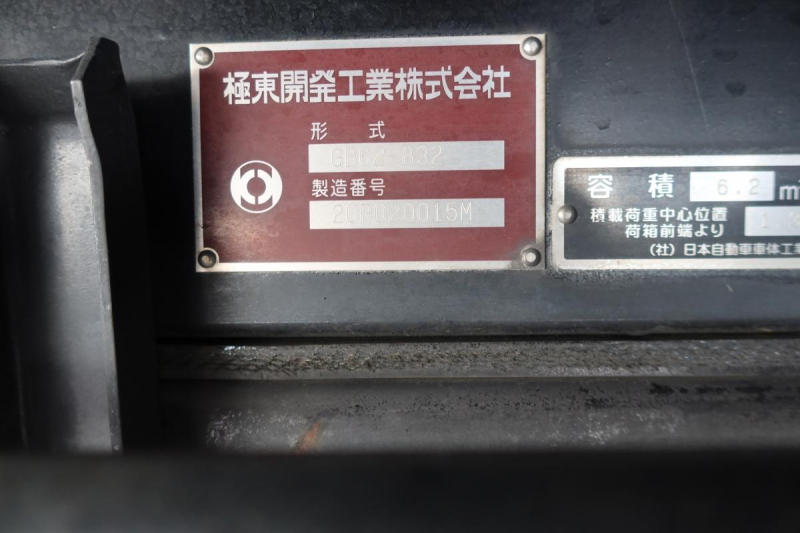 極東開発工業株式会社
形 式
GB62-832
製造番号
容 積 6.2 m
積載荷重中心位置
荷箱前端より
(社) 日本自動車車体工業